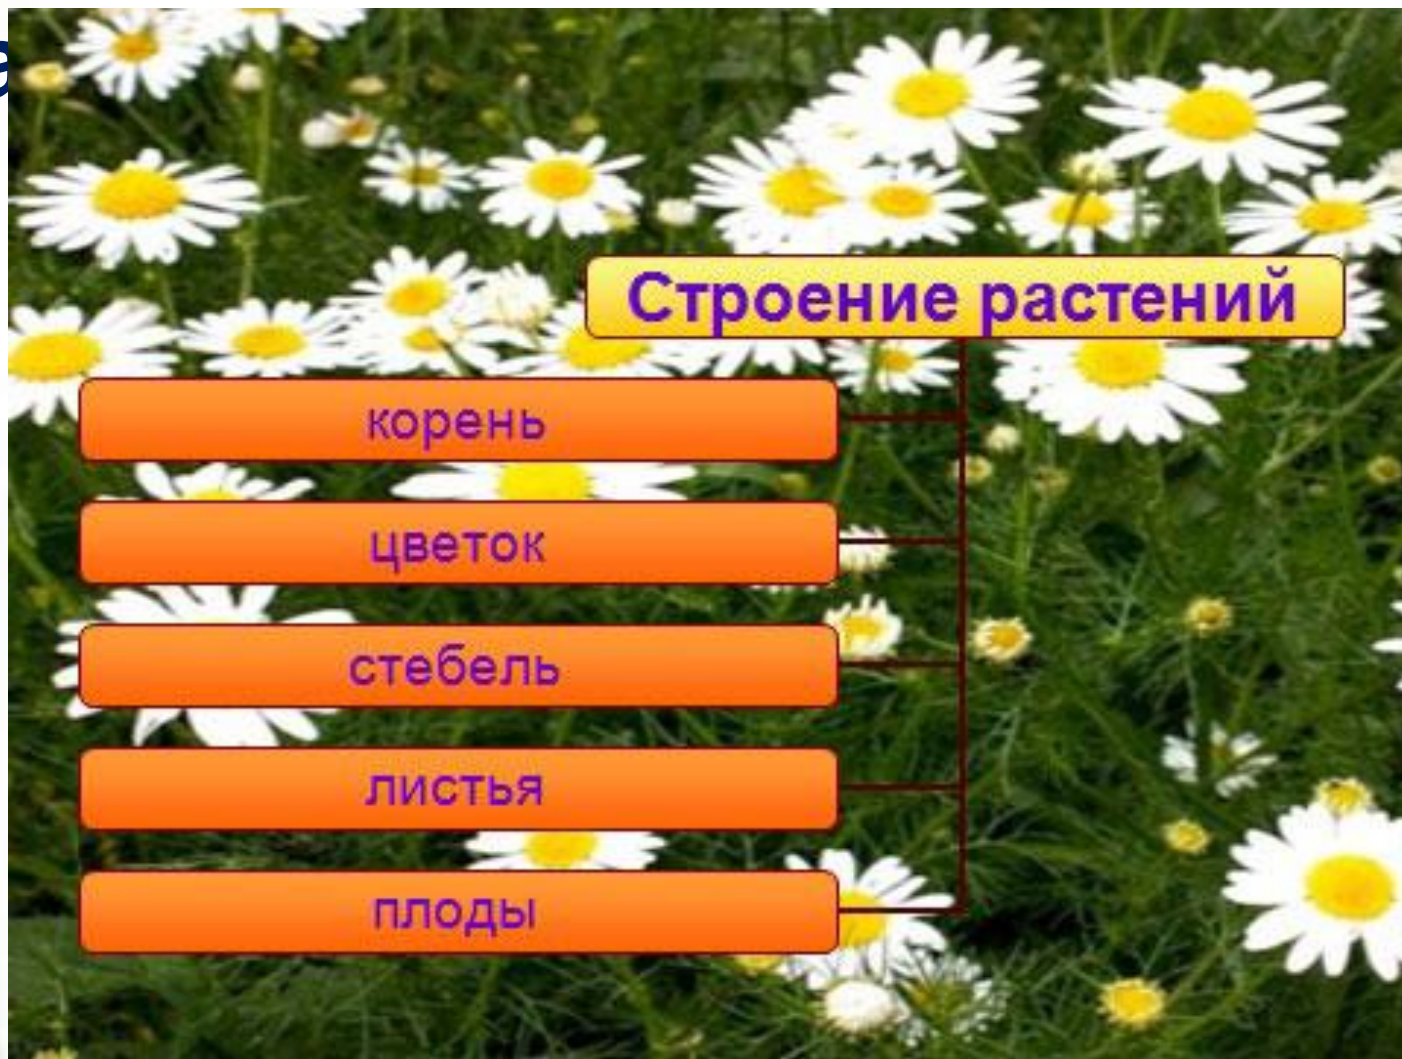 Строение растений
корень
цветок
стебель
листья
плоды